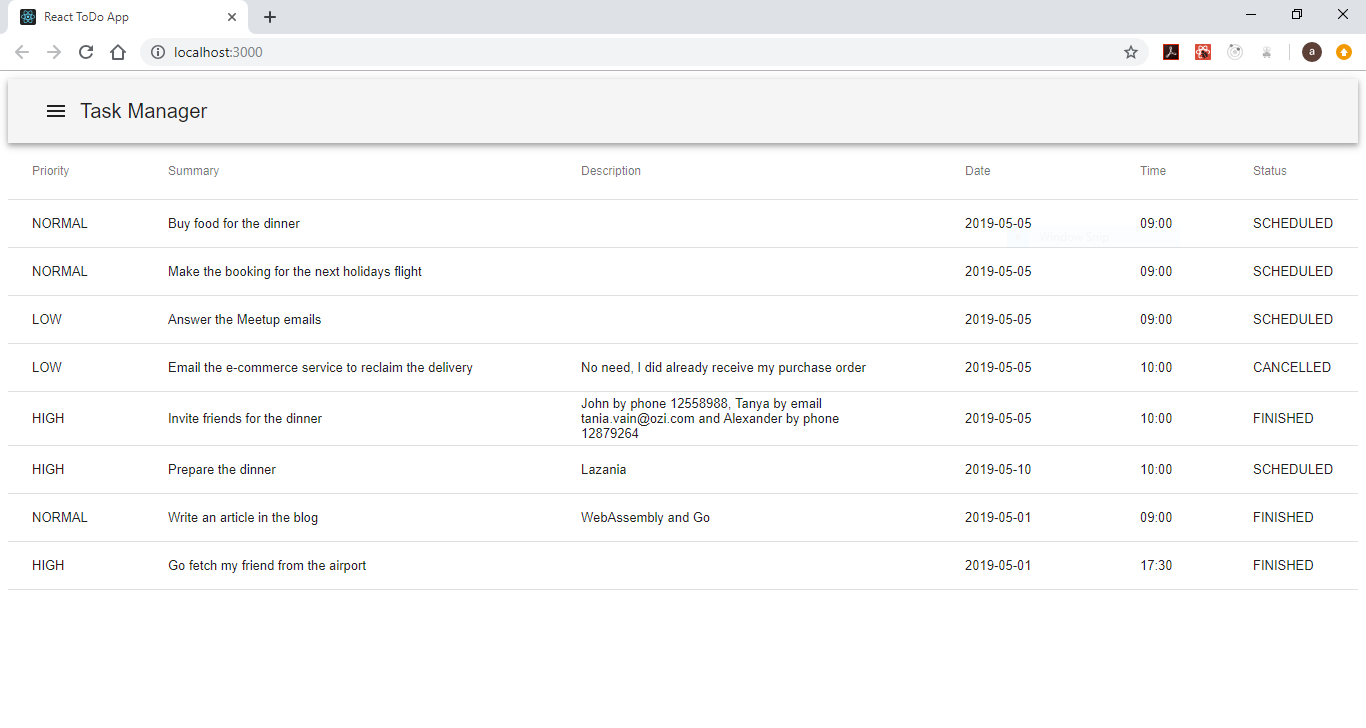 React ToDo App
localhost:3000
a
Task Manager
Priority Summary Description Date Time Status
NORMAL Buy food for the dinner 2019-05-05 09:00 SCHEDULED
NORMAL Make the booking for the next holidays flight 2019-05-05 09:00 SCHEDULED
LOW Answer the Meetup emails 2019-05-05 09:00 SCHEDULED
LOW Email the e-commerce service to reclaim the delivery No need, I did already receive my purchase order 2019-05-05 10:00 CANCELLED
HIGH Invite friends for the dinner John by phone 12558988, Tanya by email
tania.vain@ozi.com and Alexander by phone
12879264 2019-05-05 10:00 FINISHED
HIGH Prepare the dinner Lazania 2019-05-10 10:00 SCHEDULED
NORMAL Write an article in the blog WebAssembly and Go 2019-05-01 09:00 FINISHED
HIGH Go fetch my friend from the airport 2019-05-01 17:30 FINISHED